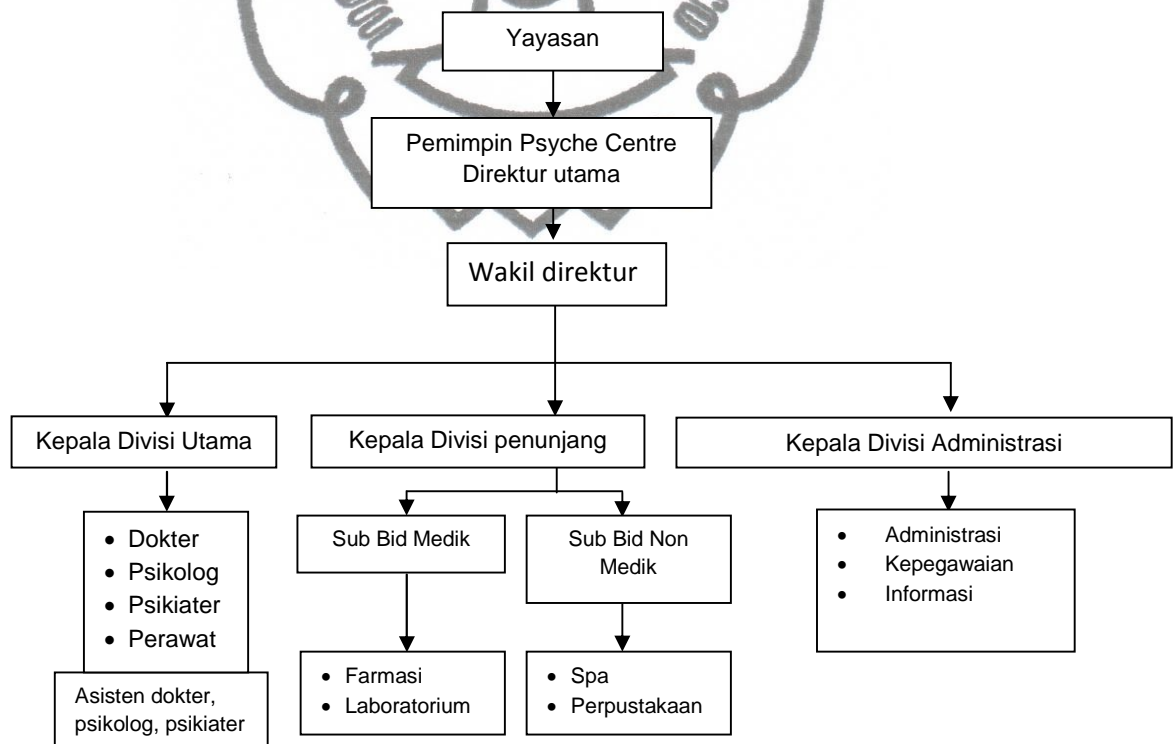 Yayasan
Pemimpin Psyche Centre
Direktur utama
Wakil direktur
Kepala Divisi Utama
Kepala Divisi penunjang
Kepala Divisi Administrasi
• Dokter
• Psikolog
• Psikiater
• Perawat
Asisten dokter,
psikolog, psikiater
Sub Bid Medik
Sub Bid Non
Medik
• Farmasi
• Laboratorium
• Spa
• Perpustakaan
• Administrasi
• Kepegawaian
• Informasi